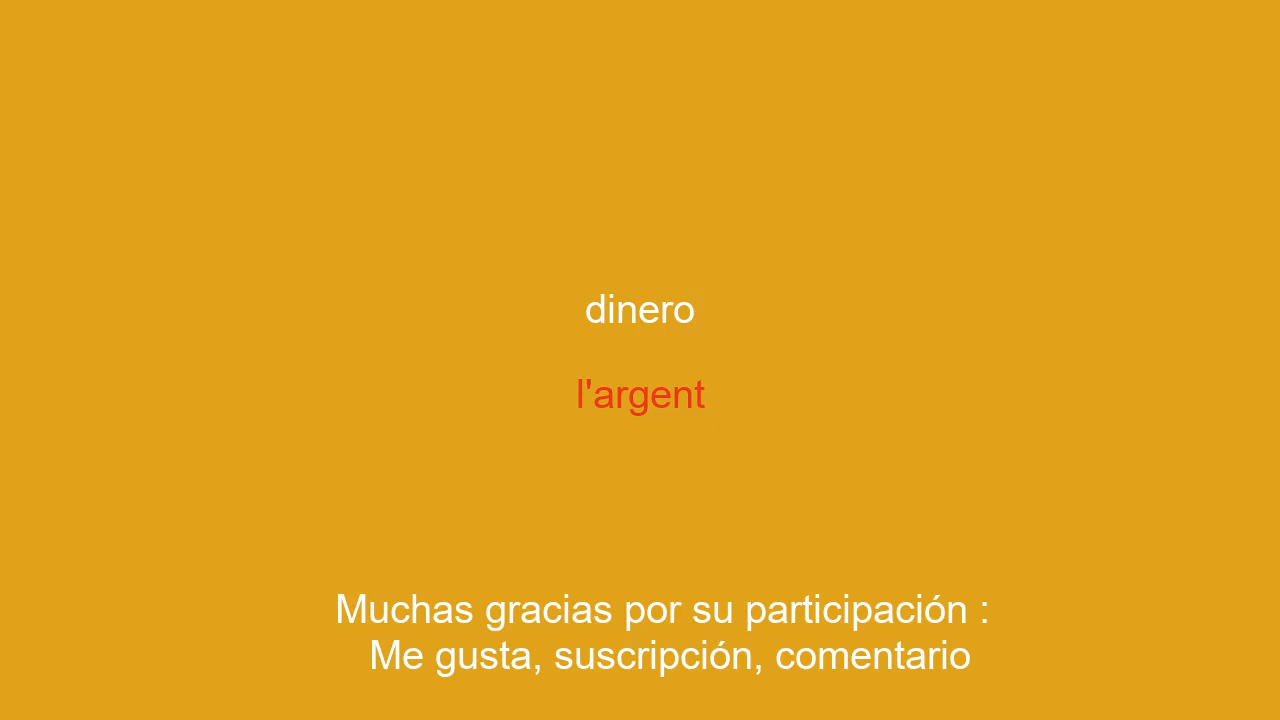 dinero
l'argent
Muchas gracias por su participación :
Me gusta, suscripción, comentario